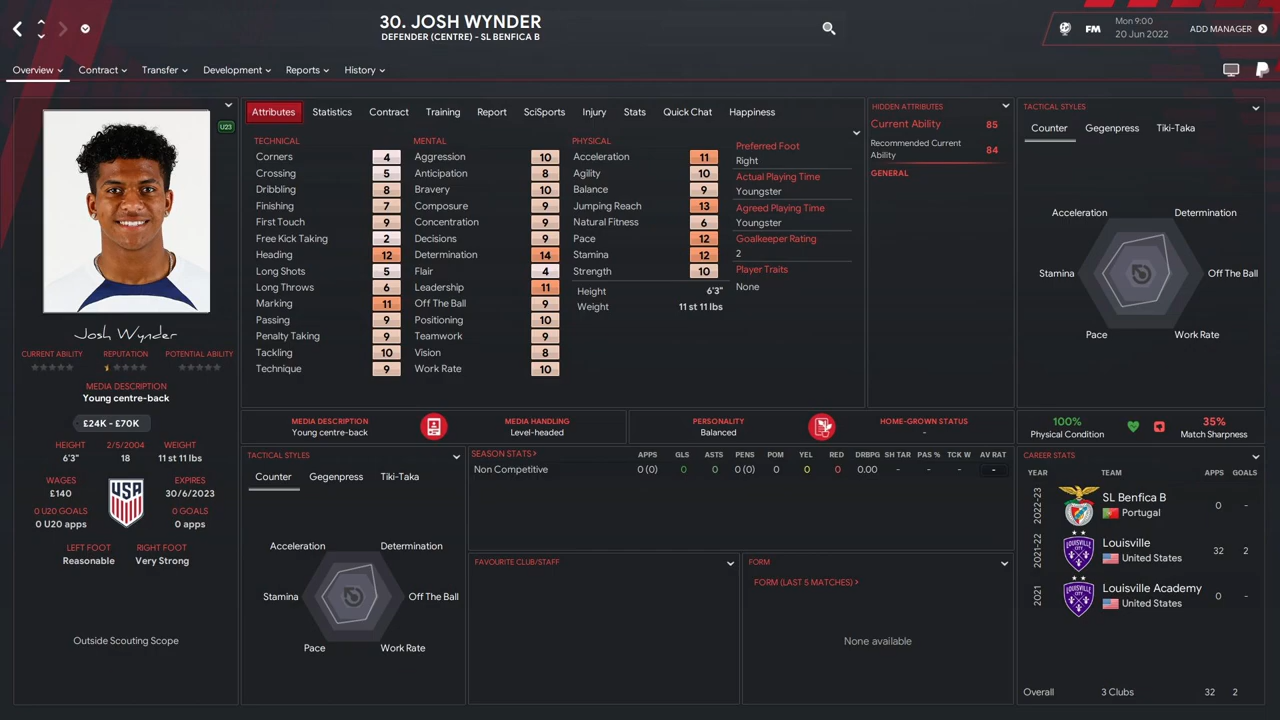 30. JOSH WYNDER
DEFENDER (CENTRE) - SL BENFICA B
FM
Mon 9:00
20 Jun 2022
ADD MANAGER
Overview
Contract
Transfer
Development
Reports
History
U23
Josh Wynder
CURRENT ABILITY
REPUTATION
POTENTIAL ABILITY
MEDIA DESCRIPTION
Young centre-back
£24K - £70K
HEIGHT 2/5/2004 WEIGHT
6'3" 18 11 st 11 lbs
WAGES EXPIRES
£140 30/6/2023
0 U20 GOALS 0 GOALS
0 U20 apps 0 apps
USA
LEFT FOOT RIGHT FOOT
Reasonable Very Strong
Outside Scouting Scope
Attributes Statistics Contract Training Report SciSports Injury Stats Quick Chat Happiness
TECHNICAL
Corners 4
Crossing 5
Dribbling 8
Finishing 7
First Touch 9
Free Kick Taking 2
Heading 12
Long Shots 5
Long Throws 6
Marking 11
Passing 9
Penalty Taking 9
Tackling 10
Technique 9
MENTAL
Aggression 10
Anticipation 8
Bravery 10
Composure 9
Concentration 9
Decisions 9
Determination 14
Flair 4
Leadership 11
Off The Ball 9
Positioning 10
Teamwork 9
Vision 8
Work Rate 10
PHYSICAL
Acceleration 11
Agility 10
Balance 9
Jumping Reach 13
Natural Fitness 6
Pace 12
Stamina 12
Strength 10
Height 6'3"
Weight 11 st 11 lbs
Preferred Foot
Right
Actual Playing Time
Youngster
Agreed Playing Time
Youngster
Goalkeeper Rating
2
Player Traits
None
HIDDEN ATTRIBUTES
Current Ability 85
Recommended Current
Ability 84
GENERAL
TACTICAL STYLES
Counter Gegenpress Tiki-Taka
Acceleration Determination
Stamina Off The Ball
Pace Work Rate
MEDIA DESCRIPTION
Young centre-back
MEDIA HANDLING
Level-headed
PERSONALITY
Balanced
HOME-GROWN STATUS
-
100%
Physical Condition
35%
Match Sharpness
TACTICAL STYLES
Counter Gegenpress Tiki-Taka
Acceleration Determination
Stamina Off The Ball
Pace Work Rate
SEASON STATS> APPS GLS ASTS PENS POM YEL RED DRBPG SH TAR PAS % TCK W AV RAT
Non Competitive 0 (0) 0 0 0 (0) 0 0 0 0.00 - - - -
FAVOURITE CLUB/STAFF
FORM
FORM (LAST 5 MATCHES) >
None available
CAREER STATS
YEAR TEAM APPS GOALS
2022-23 SL Benfica B 0 -
Portugal
2021-22 Louisville 32 2
United States
2021 Louisville Academy 0 -
United States
Overall 3 Clubs 32 2